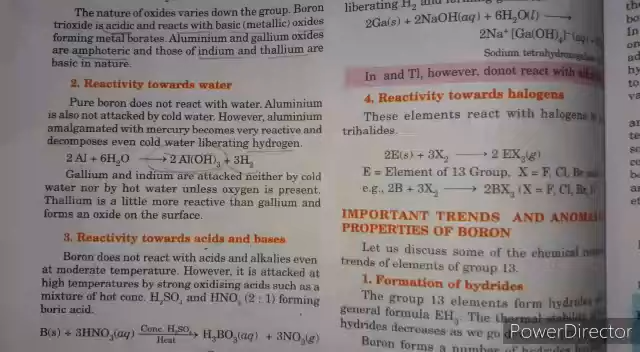 The nature of oxides varies down the group. Boron
trioxide is acidic and reacts with basic (metallic) oxides
forming metal borates. Aluminium and gallium oxides
are amphoteric and those of indium and thallium are
basic in nature.
2. Reactivity towards water
Pure boron does not react with water. Aluminium
is also not attacked by cold water. However, aluminium
amalgamated with mercury becomes very reactive and
decomposes even cold water liberating hydrogen.
2 Al + 6H₂O ⟶ 2 Al(OH)₃ + 3H₂
Gallium and indium are attacked neither by cold
water nor by hot water unless oxygen is present.
Thallium is a little more reactive than gallium and
forms an oxide on the surface.
3. Reactivity towards acids and bases
Boron does not react with acids and alkalies even
at moderate temperature. However, it is attacked at
high temperatures by strong oxidising acids such as a
mixture of hot conc. H₂SO₄ and HNO₃ (2 : 1) forming
boric acid.
B(s) + 3HNO₃(aq) Conc. H₂SO₄ / Heat ⟶ H₃BO₃(aq) + 3NO₂(g)
liberating H₂
2Ga(s) + 2NaOH(aq) + 6H₂O(l) ⟶
2Na⁺ [Ga(OH)₄]⁻
Sodium
In and Tl, however, donot react with
4. Reactivity towards halogens
These elements react with halogens
trihalides.
2E(s) + 3X₂ ⟶ 2 EX₃(g)
E = Element of 13 Group, X = F, Cl, Br
e.g., 2B + 3X₂ ⟶ 2BX₃ (X = F, Cl, Br,
IMPORTANT TRENDS AND
PROPERTIES OF BORON
Let us discuss some of the chemical
trends of elements of group 13.
1. Formation of hydrides
The group 13 elements form hydrides
general formula EH₃. The thermal
hydrides decreases as we go
Boron forms a number of
PowerDirector